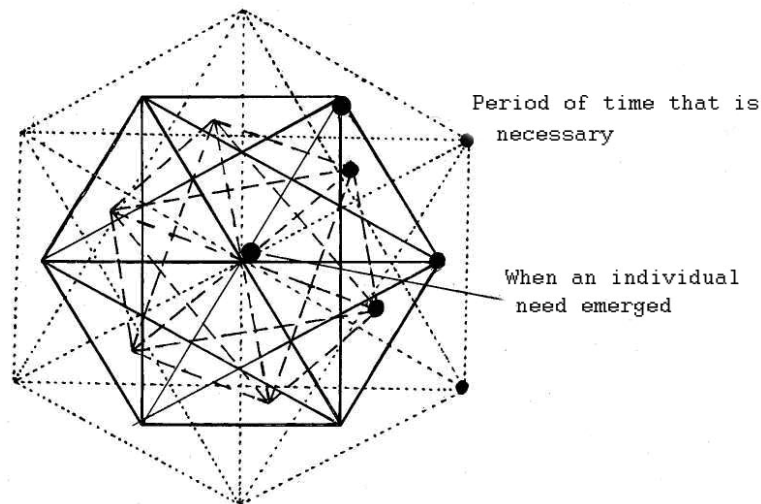 Period of time that is
necessary
When an individual
need emerged